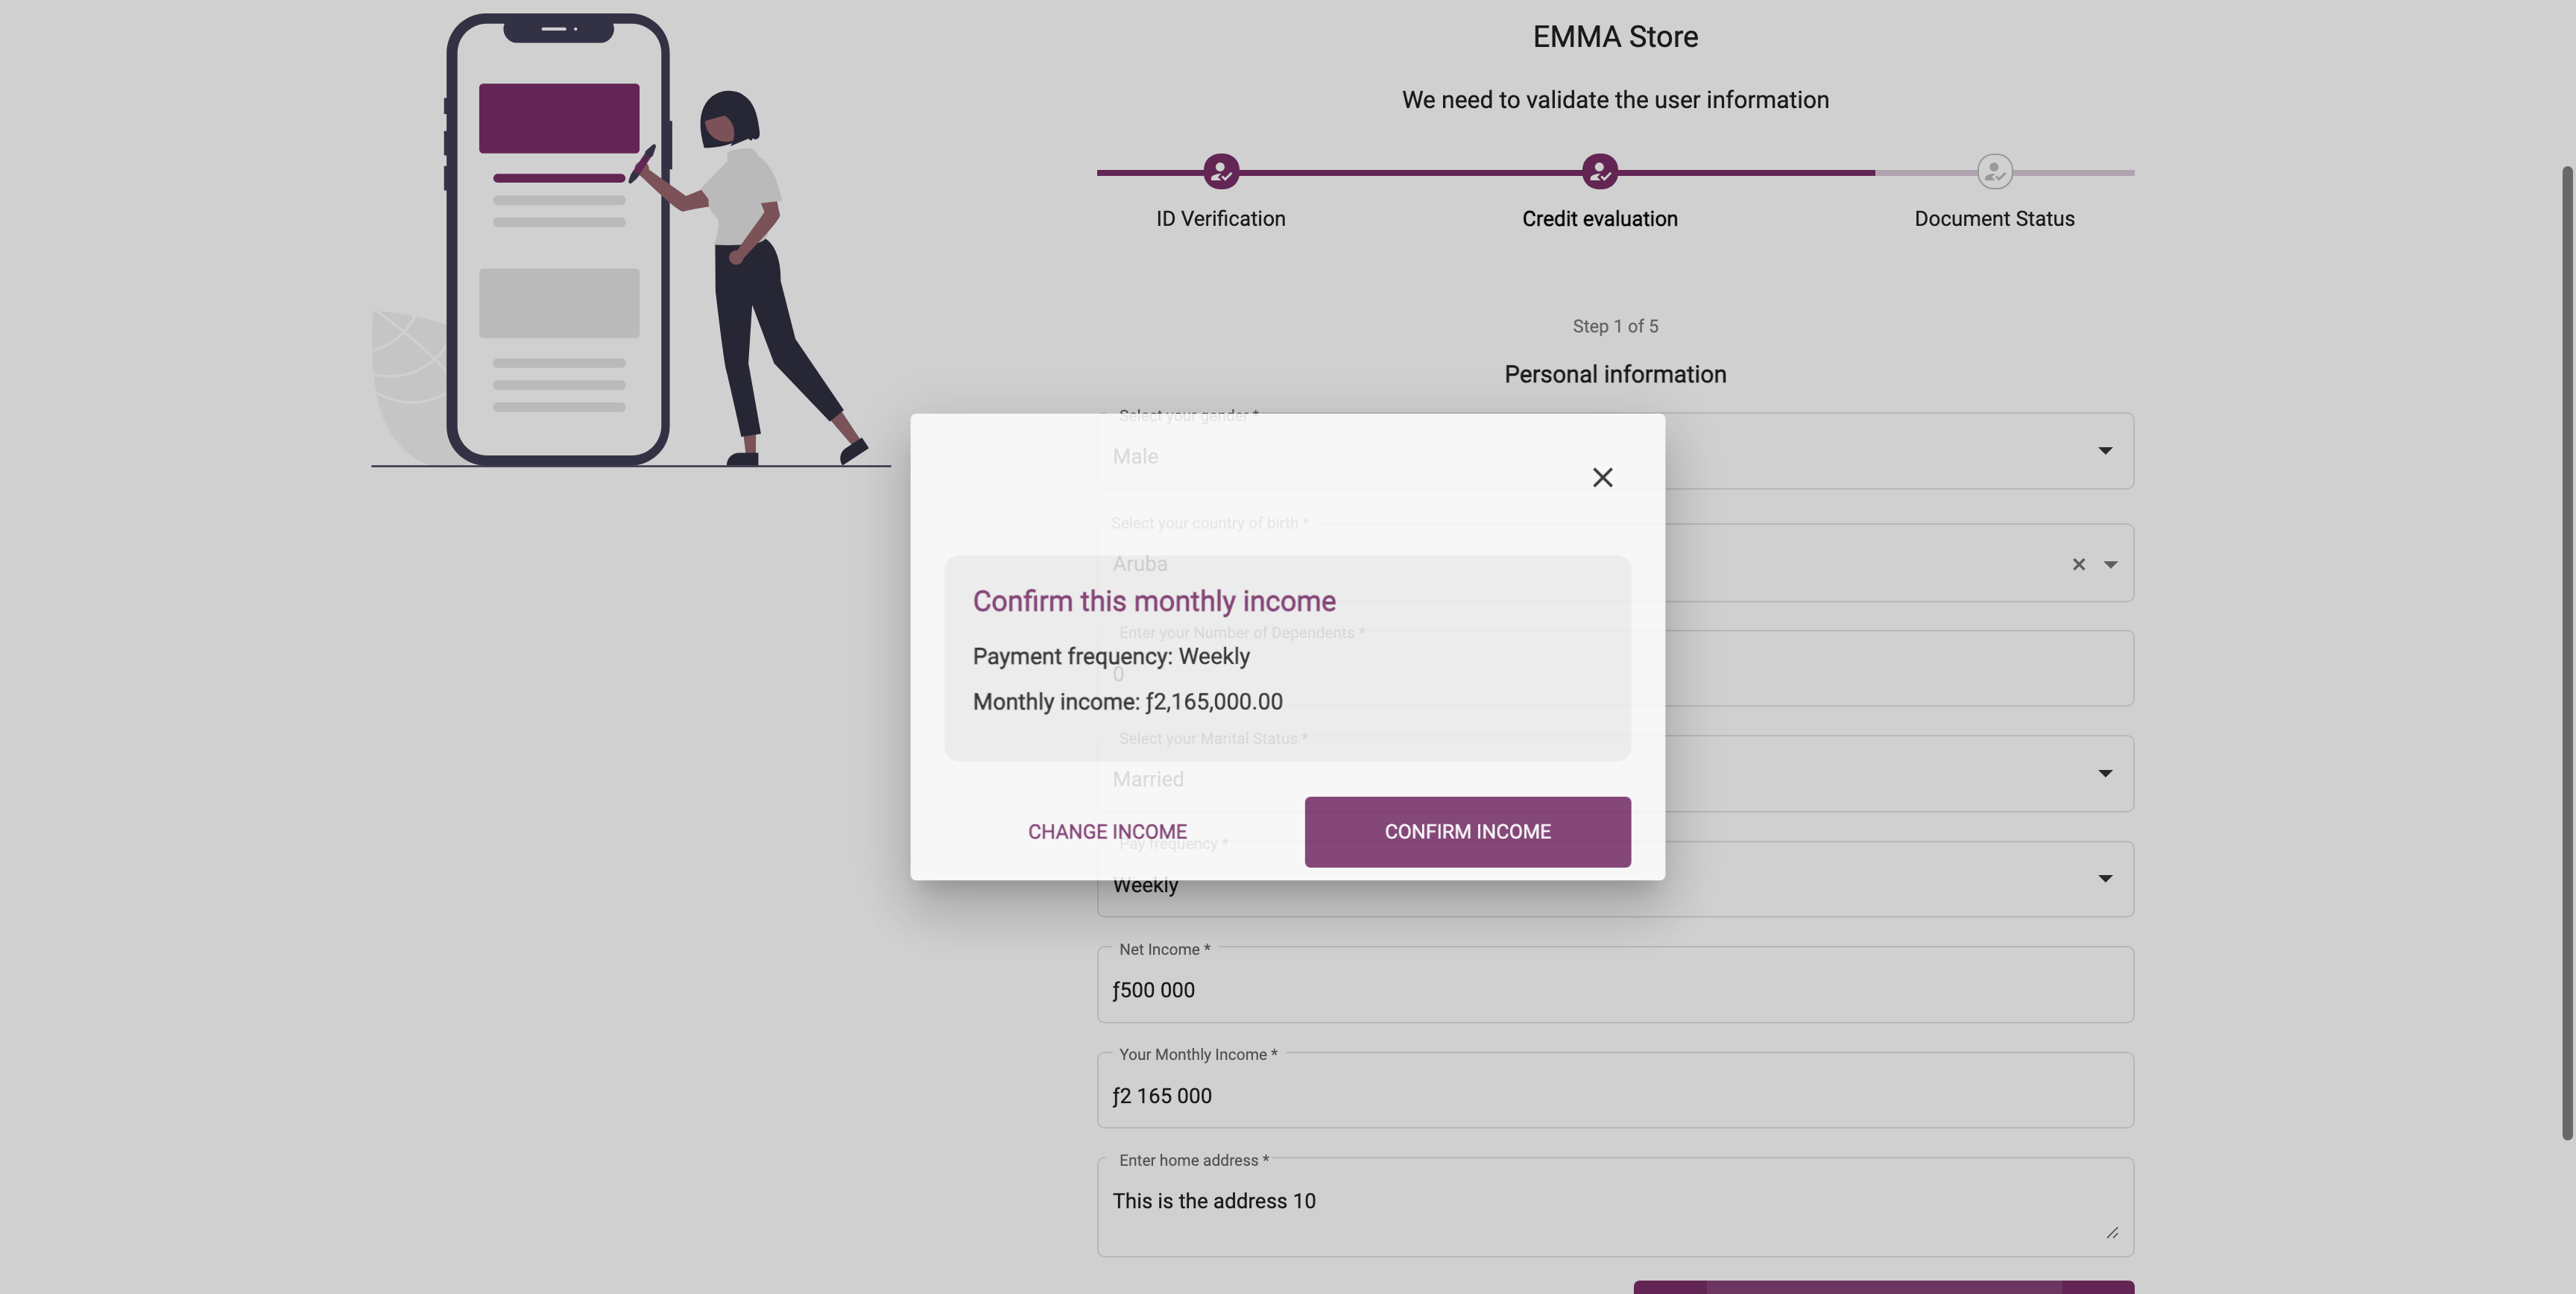 EMMA Store
We need to validate the user information
ID Verification
Credit evaluation
Document Status
Step 1 of 5
Personal information
Select your gender *
Male
Select your country of birth *
Aruba
Confirm this monthly income
Enter your Number of Dependents *
Payment frequency: Weekly
0
Monthly income: ƒ2,165,000.00
Select your Marital Status *
Married
CHANGE INCOME
CONFIRM INCOME
Pay frequency *
Weekly
Net Income *
ƒ500 000
Your Monthly Income *
ƒ2 165 000
Enter home address *
This is the address 10